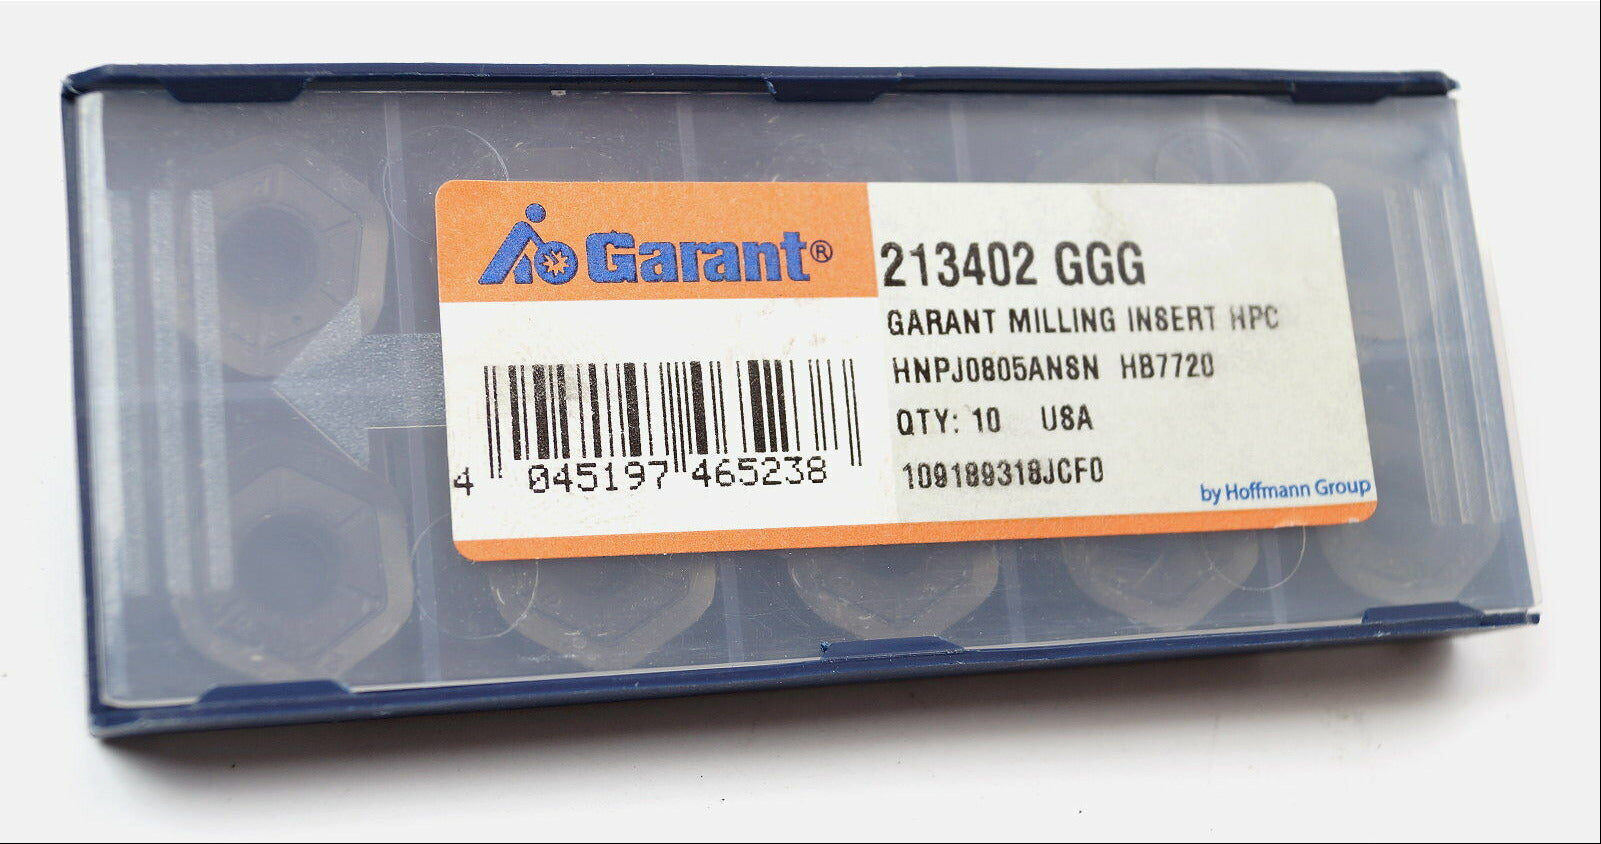 Garant®
213402 GGG
GARANT MILLING INSERT HPC
HNPJ0805ANSN HB7720
QTY: 10 USA
109189318JCF0
4 045197 465238
by Hoffmann Group